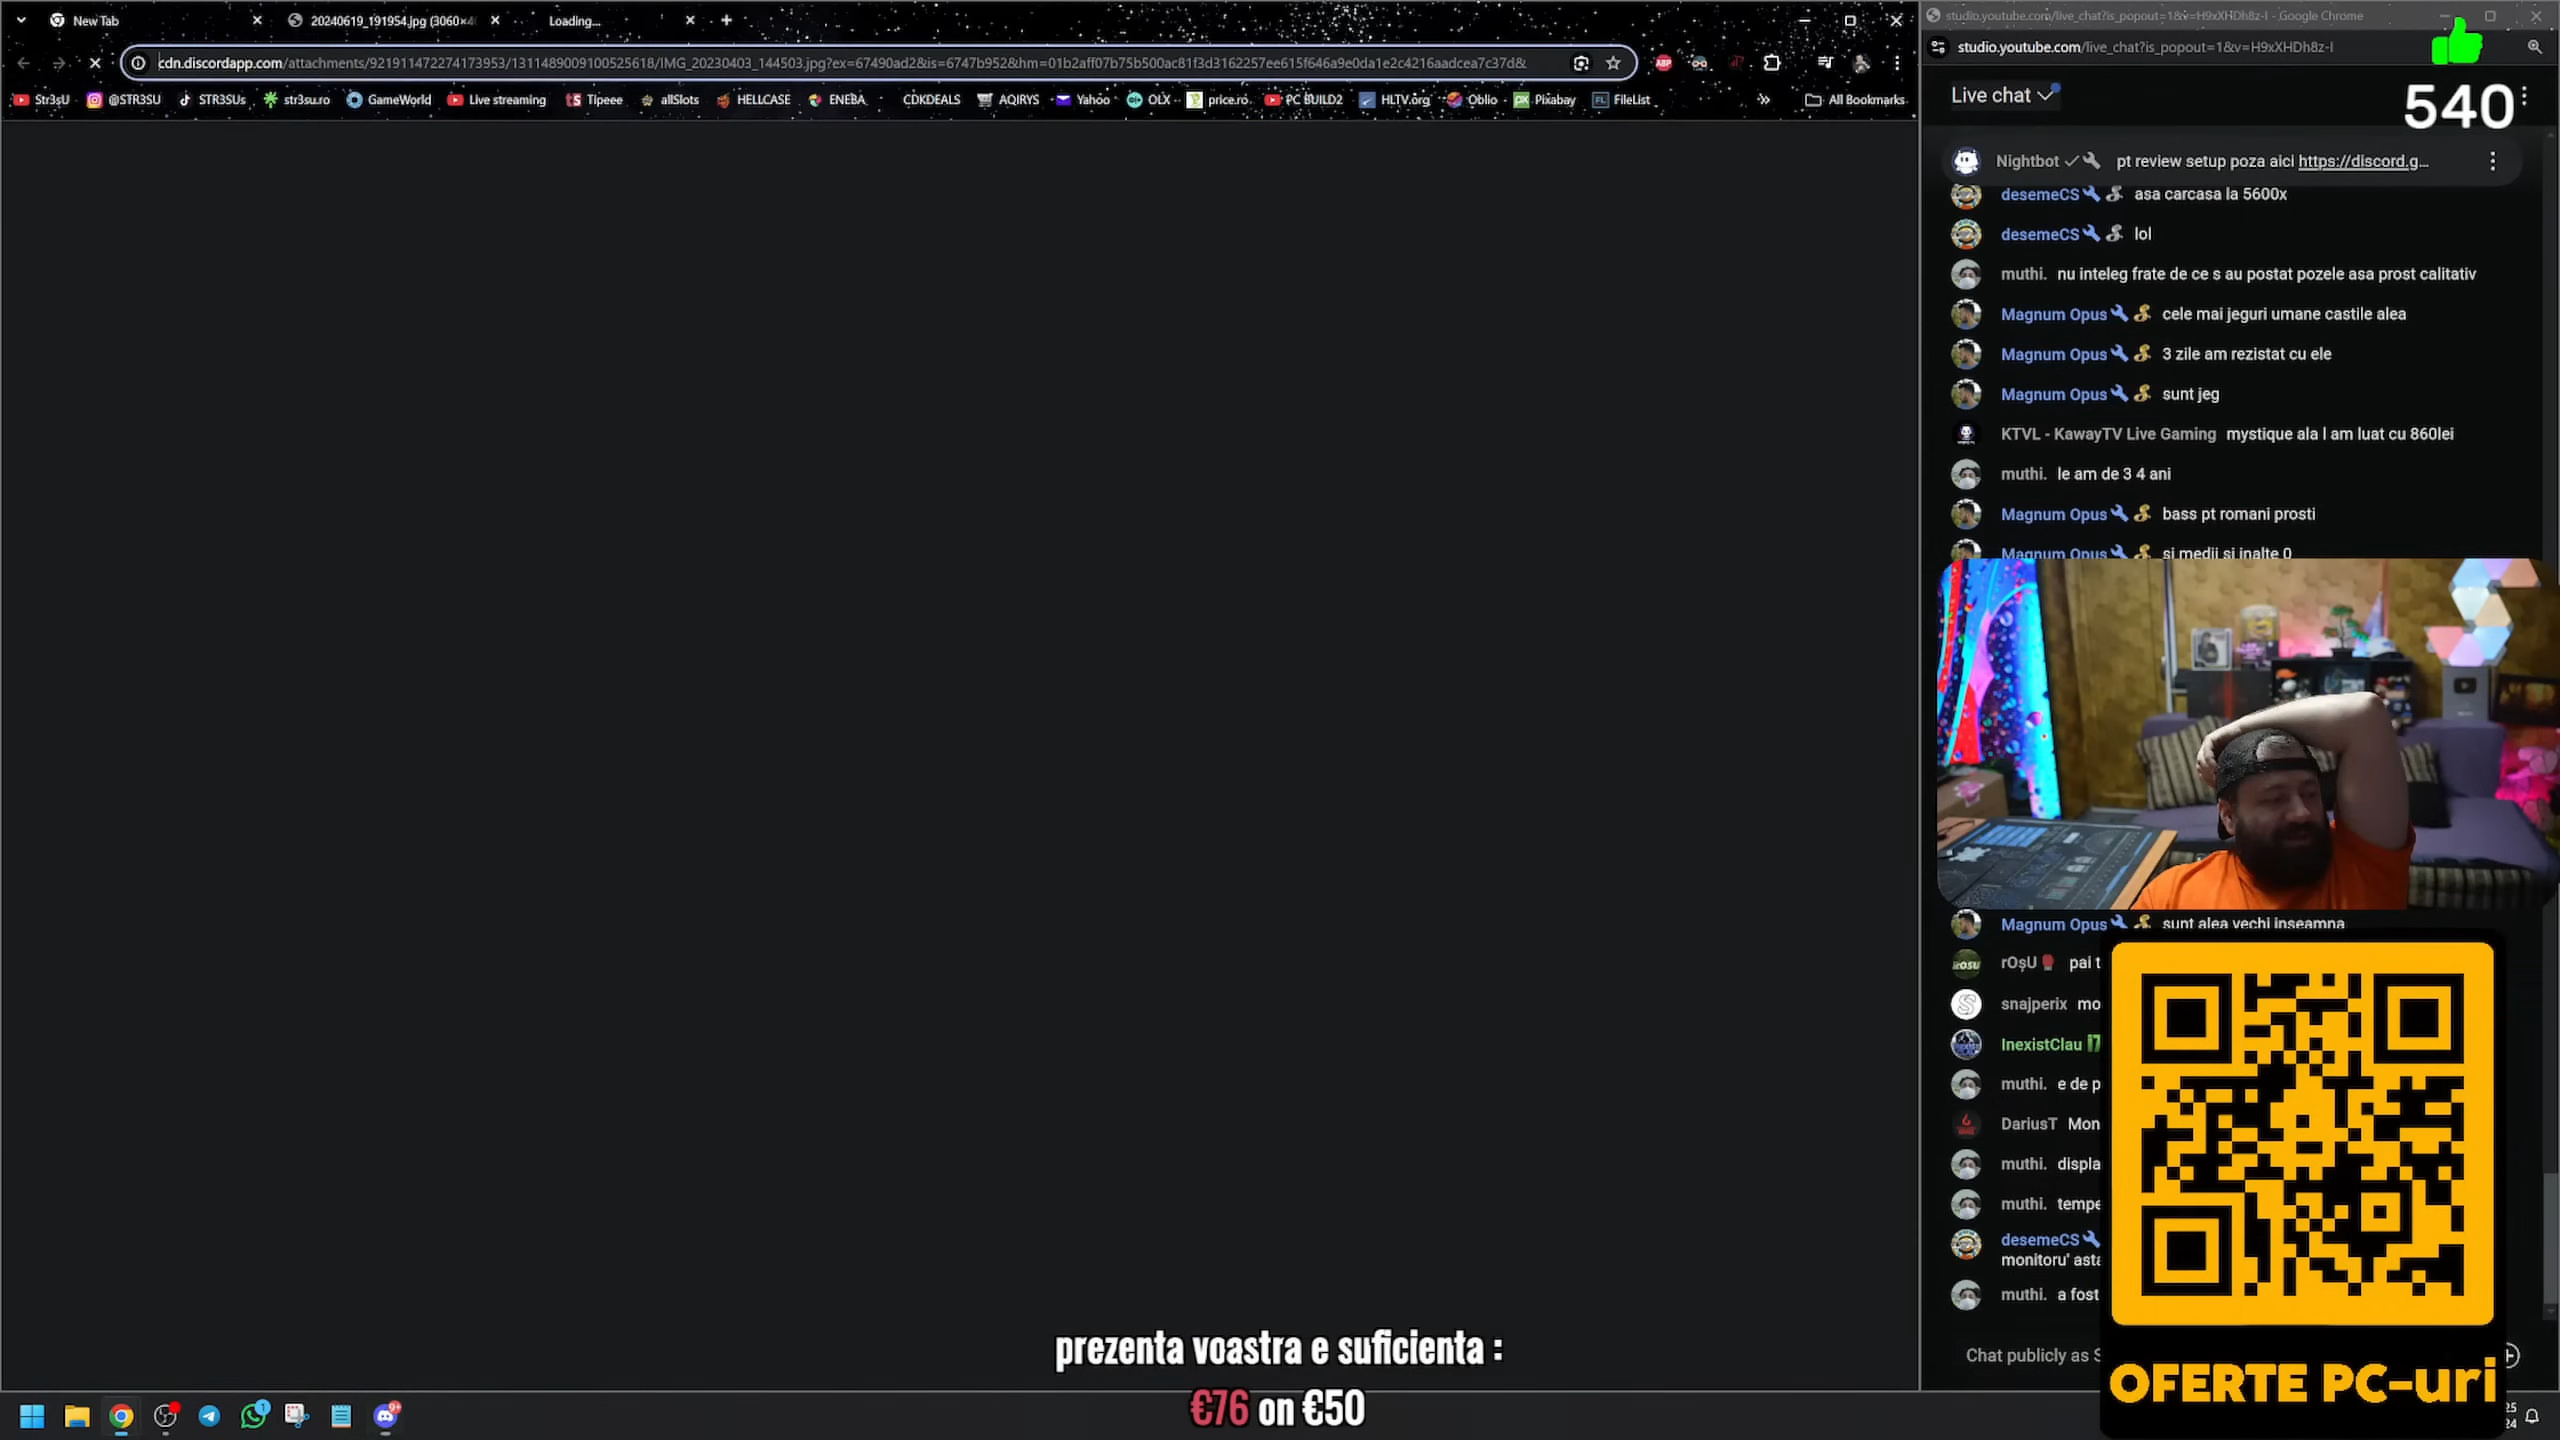 New Tab
20240619_191954.jpg (3060×4
Loading...
studio.youtube.com/live_chat?is_popout=1&v=H9xXHDh8z-I - Google Chrome
cdn.discordapp.com/attachments/921911472274173953/1311489009100525618/IMG_20230403_144503.jpg?ex=67490ad2&is=6747b952&hm=01b2aff07b75b500ac81f3d3162257ee615f646a9e0da1e2c4216aadcea7c37d&
studio.youtube.com/live_chat?is_popout=1&v=H9xXHDh8z-I
Str3sU
@STR3SU
STR3SUs
str3su.ro
GameWorld
Live streaming
Tipeee
allSlots
HELLCASE
ENEBA
CDKDEALS
AQIRYS
Yahoo
OLX
price.ro
PC BUILD2
HLTV.org
Oblio
Pixabay
FileList
All Bookmarks
Live chat
540
Nightbot pt review setup poza aici https://discord.g...
desemeCS asa carcasa la 5600x
desemeCS lol
muthi. nu inteleg frate de ce s au postat pozele asa prost calitativ
Magnum Opus cele mai jeguri umane castile alea
Magnum Opus 3 zile am rezistat cu ele
Magnum Opus sunt jeg
KTVL - KawayTV Live Gaming mystique ala l am luat cu 860lei
muthi. le am de 3 4 ani
Magnum Opus bass pt romani prosti
Magnum Opus si medii si inalte 0
Magnum Opus sunt alea vechi inseamna
rOșU pai t
snajperix mo
InexistClau
muthi. e de p
DariusT Mon
muthi. displa
muthi. tempe
desemeCS
monitoru' asta
muthi. a fost
Chat publicly as S
OFERTE PC-uri
prezenta voastra e suficienta :
€76 on €50